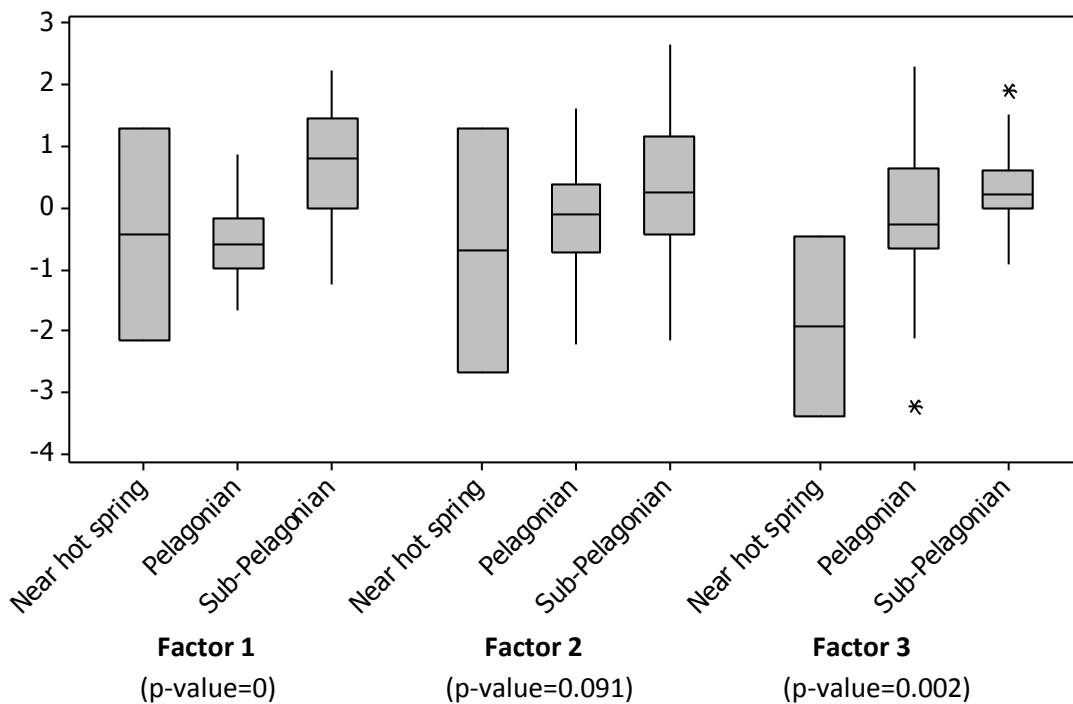 3
2
1
0
-1
-2
-3
-4
Near hot spring
Pelagonian
Sub-Pelagonian
Near hot spring
Pelagonian
Sub-Pelagonian
Near hot spring
Pelagonian
Sub-Pelagonian
Factor 1
Factor 2
Factor 3
(p-value=0)
(p-value=0.091)
(p-value=0.002)